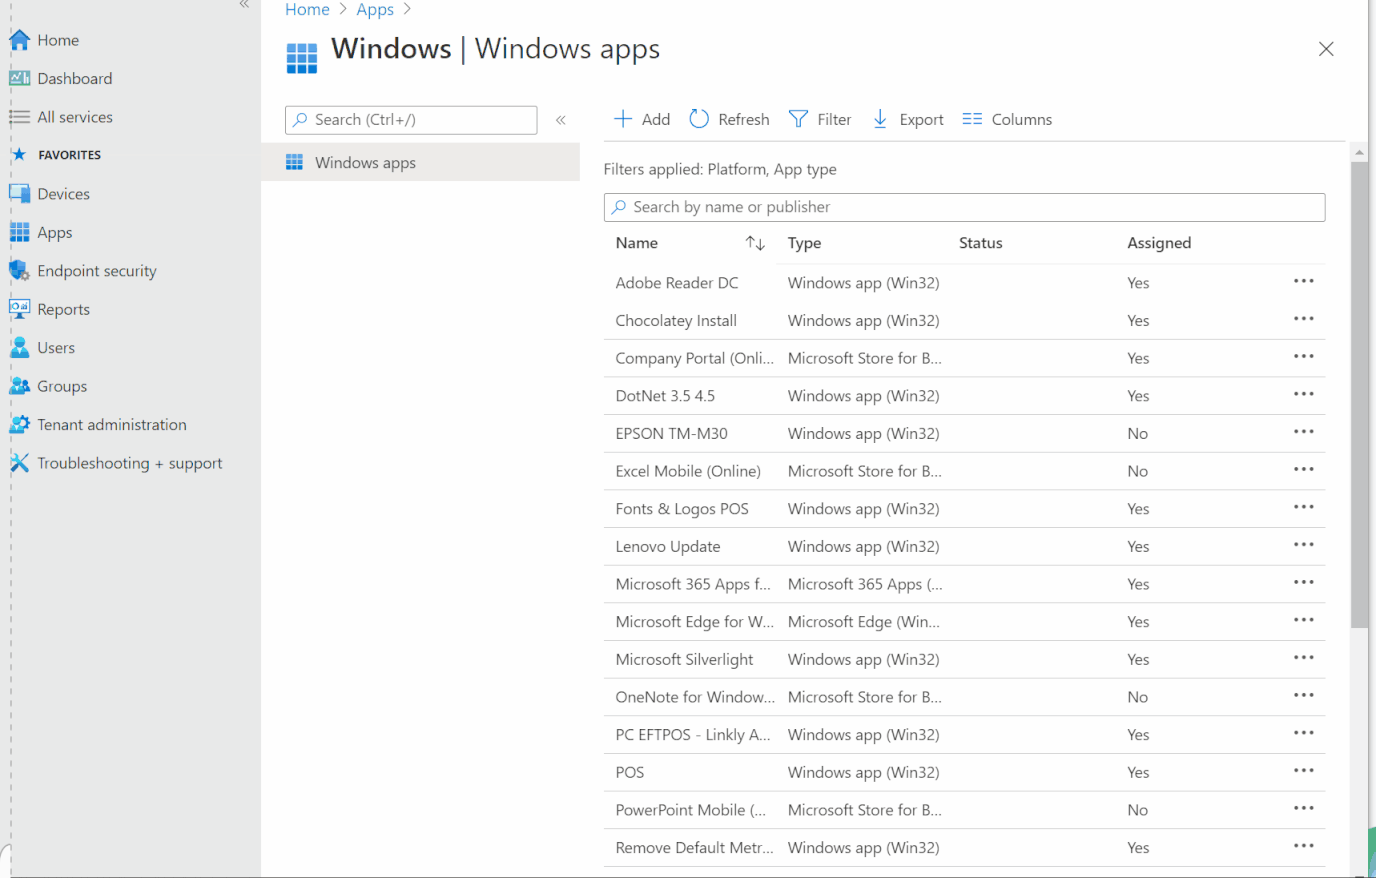 Home > Apps >
Windows | Windows apps
Home
Dashboard
All services
FAVORITES
Devices
Apps
Endpoint security
Reports
Users
Groups
Tenant administration
Troubleshooting + support
Search (Ctrl+/)
Windows apps
Add Refresh Filter Export Columns
Filters applied: Platform, App type
Search by name or publisher
Name Type Status Assigned
Adobe Reader DC Windows app (Win32) Yes
Chocolatey Install Windows app (Win32) Yes
Company Portal (Onli... Microsoft Store for B... Yes
DotNet 3.5 4.5 Windows app (Win32) Yes
EPSON TM-M30 Windows app (Win32) No
Excel Mobile (Online) Microsoft Store for B... No
Fonts & Logos POS Windows app (Win32) Yes
Lenovo Update Windows app (Win32) Yes
Microsoft 365 Apps f... Microsoft 365 Apps (... Yes
Microsoft Edge for W... Microsoft Edge (Win... Yes
Microsoft Silverlight Windows app (Win32) Yes
OneNote for Window... Microsoft Store for B... No
PC EFTPOS - Linkly A... Windows app (Win32) Yes
POS Windows app (Win32) Yes
PowerPoint Mobile (... Microsoft Store for B... No
Remove Default Metr... Windows app (Win32) Yes